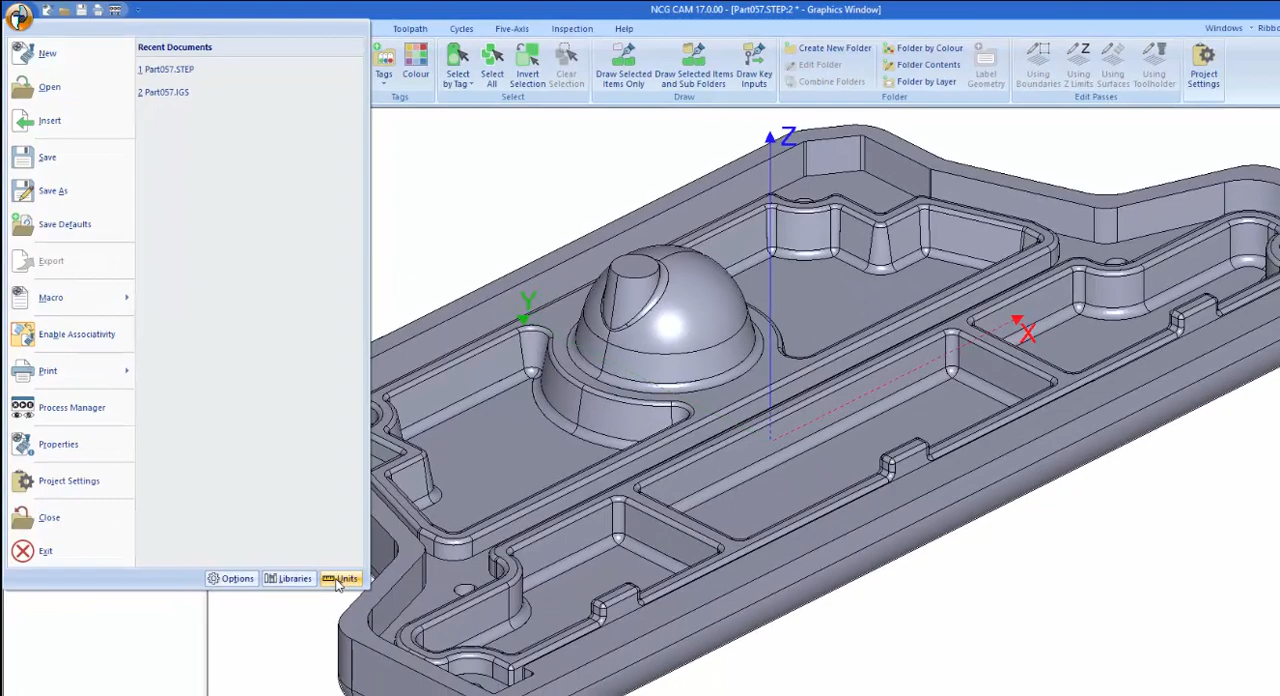 NCG CAM 17.0.00 - [Part057.STEP:2 * - Graphics Window]
Toolpath Cycles Five-Axis Inspection Help
Windows Ribbo
Tags
Colour
Tags
Select by Tag
Select All
Invert Selection
Clear Selection
Select
Draw Selected Items Only
Draw Selected Items and Sub Folders
Draw Key Inputs
Draw
Create New Folder
Edit Folder
Combine Folders
Folder by Colour
Folder Contents
Folder by Layer
Label Geometry
Folder
Using Boundaries
Using Z Limits
Using Surfaces
Using Toolholder
Edit Passes
Project Settings
New
Open
Insert
Save
Save As
Save Defaults
Export
Macro
Enable Associativity
Print
Process Manager
Properties
Project Settings
Close
Exit
Recent Documents
1 Part057.STEP
2 Part057.IGS
Options Libraries Units
Z
Y
X